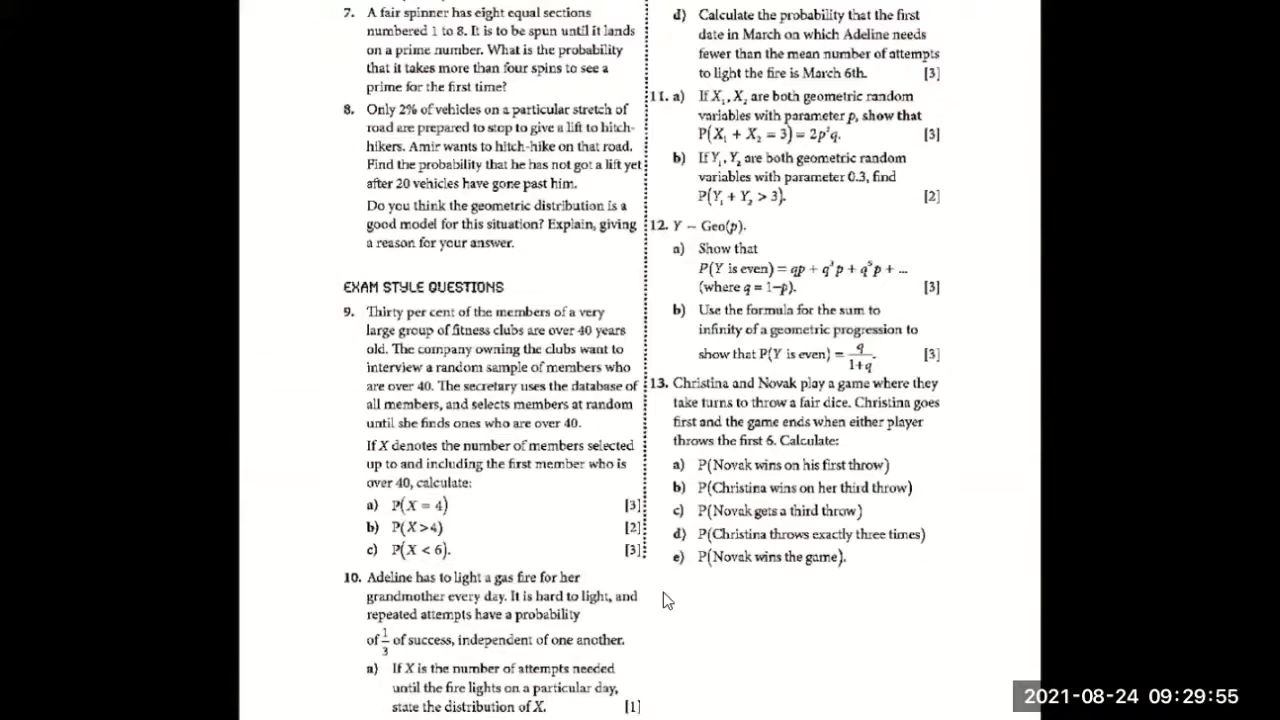 7. A fair spinner has eight equal sections
numbered 1 to 8. It is to be spun until it lands
on a prime number. What is the probability
that it takes more than four spins to see a
prime for the first time?
8. Only 2% of vehicles on a particular stretch of
road are prepared to stop to give a lift to hitch-
hikers. Amir wants to hitch-hike on that road.
Find the probability that he has not got a lift yet
after 20 vehicles have gone past him.
Do you think the geometric distribution is a
good model for this situation? Explain, giving
a reason for your answer.
EXAM STYLE QUESTIONS
9. Thirty per cent of the members of a very
large group of fitness clubs are over 40 years
old. The company owning the clubs want to
interview a random sample of members who
are over 40. The secretary uses the database of
all members, and selects members at random
until she finds ones who are over 40.
If X denotes the number of members selected
up to and including the first member who is
over 40, calculate:
a) P(X = 4) [3]
b) P(X>4) [2]
c) P(X < 6). [3]
10. Adeline has to light a gas fire for her
grandmother every day. It is hard to light, and
repeated attempts have a probability
of 1/3 of success, independent of one another.
a) If X is the number of attempts needed
until the fire lights on a particular day,
state the distribution of X. [1]
d) Calculate the probability that the first
date in March on which Adeline needs
fewer than the mean number of attempts
to light the fire is March 6th. [3]
11. a) If X₁, X₂ are both geometric random
variables with parameter p, show that
P(X₁ + X₂ = 3) = 2p²q. [3]
b) If Y₁, Y₂ are both geometric random
variables with parameter 0.3, find
P(Y₁ + Y₂ > 3). [2]
12. Y ~ Geo(p).
a) Show that
P(Y is even) = qp + q³p + q⁵p + ...
(where q = 1–p). [3]
b) Use the formula for the sum to
infinity of a geometric progression to
show that P(Y is even) = q/(1+q). [3]
13. Christina and Novak play a game where they
take turns to throw a fair dice. Christina goes
first and the game ends when either player
throws the first 6. Calculate:
a) P(Novak wins on his first throw)
b) P(Christina wins on her third throw)
c) P(Novak gets a third throw)
d) P(Christina throws exactly three times)
e) P(Novak wins the game).
2021-08-24 09:29:55